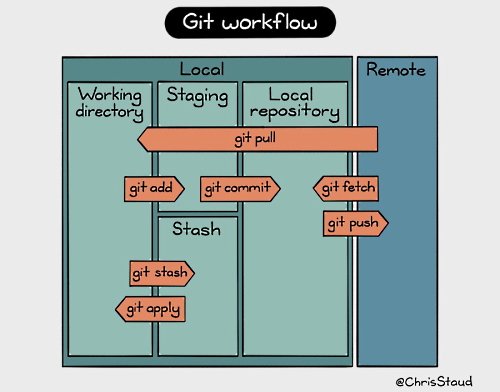 Git workflow
Local
Remote
Working
directory
Staging
Local
repository
git pull
git add
git commit
git fetch
git push
Stash
git stash
git apply
@ChrisStaud